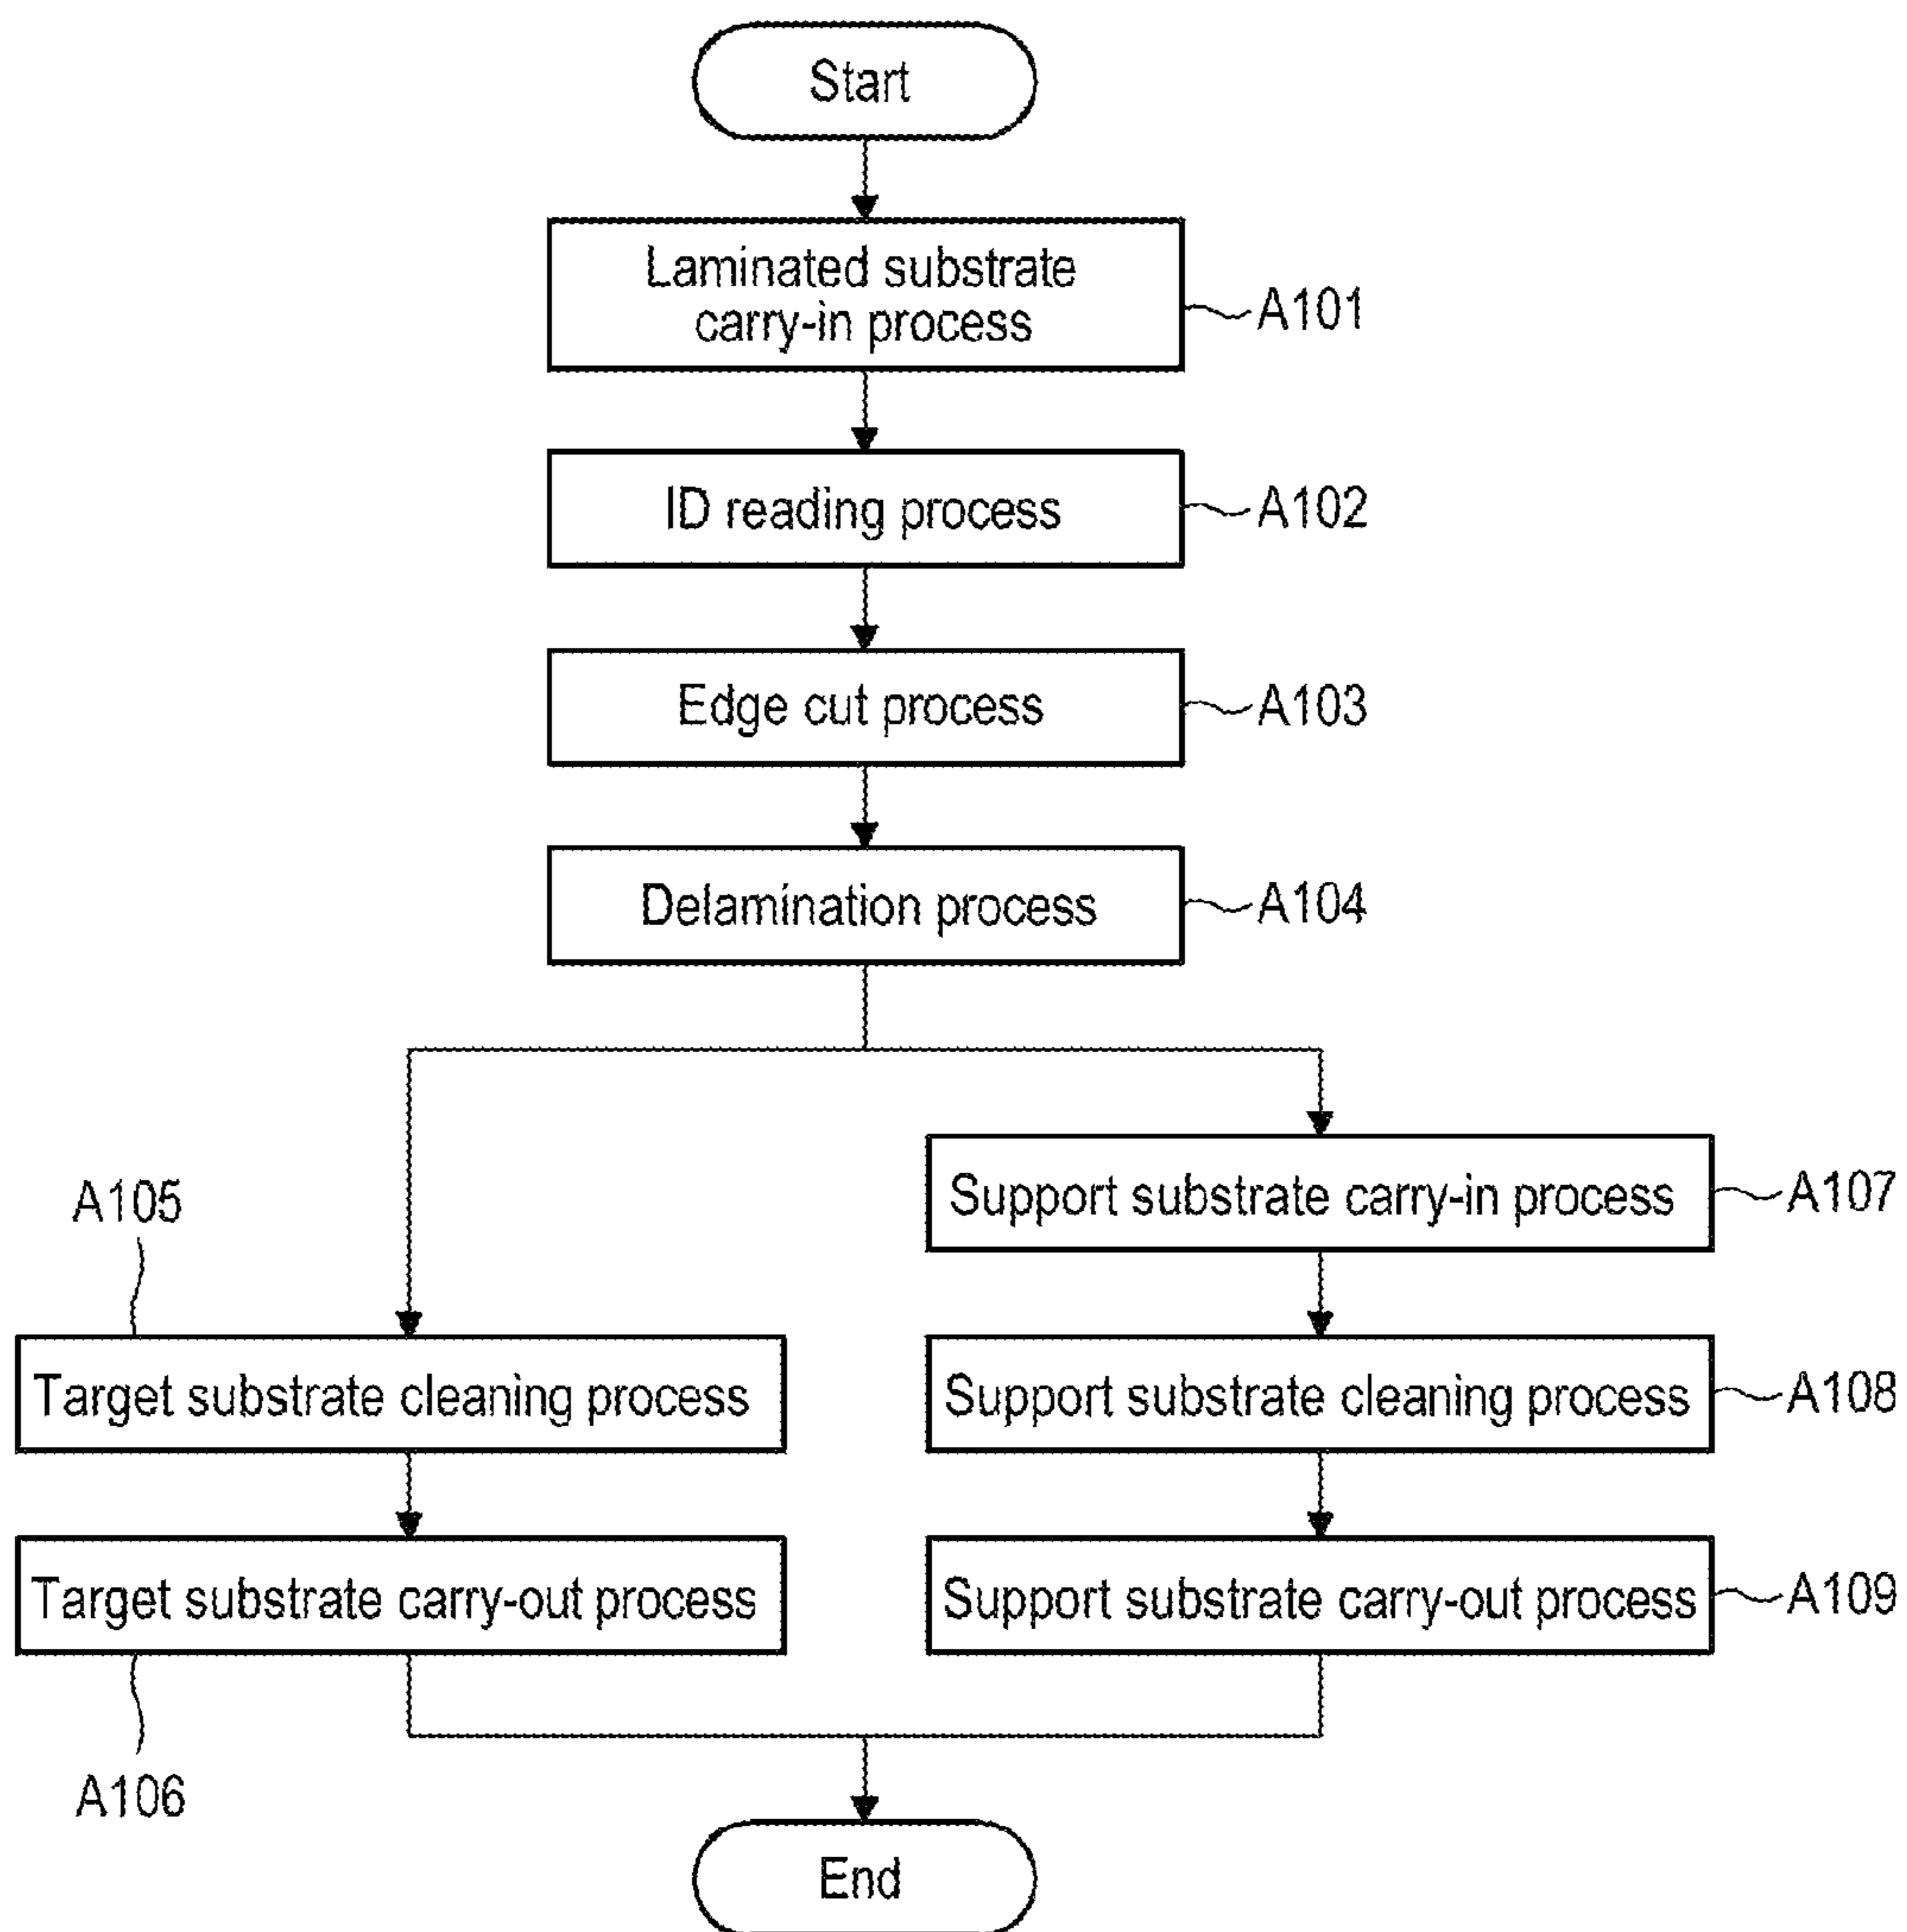 Start
Laminated substrate
carry-in process
A101
ID reading process
A102
Edge cut process
A103
Delamination process
A104
Support substrate carry-in process
A107
A105
Target substrate cleaning process
Support substrate cleaning process
A108
Target substrate carry-out process
Support substrate carry-out process
A109
A106
End